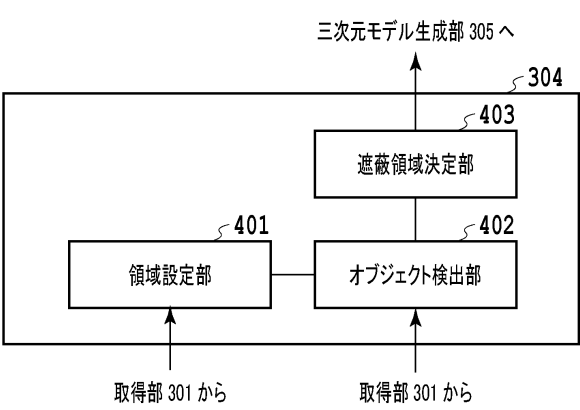 三次元モデル生成部 305 へ
304
403
遮蔽領域決定部
401
402
領域設定部
オブジェクト検出部
取得部 301 から
取得部 301 から